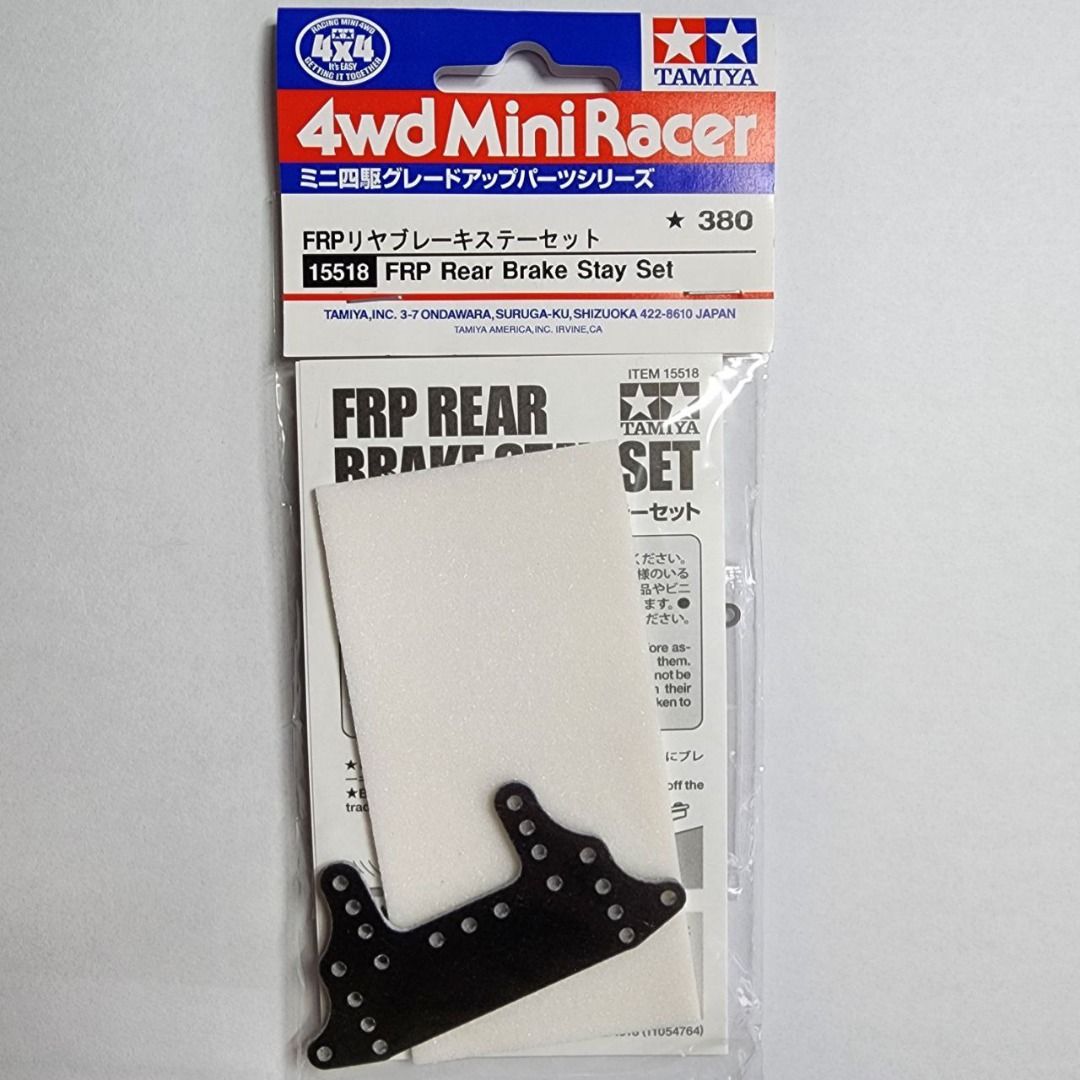 RACING MINI 4WD
4x4
It's EASY
GETTING IT TOGETHER
TAMIYA
4wd Mini Racer
ミニ四駆グレードアップパーツシリーズ
★ 380
FRPリヤブレーキステーセット
15518 FRP Rear Brake Stay Set
TAMIYA,INC. 3-7 ONDAWARA, SURUGA-KU, SHIZUOKA 422-8610 JAPAN
TAMIYA AMERICA,INC. IRVINE,CA
ITEM 15518
TAMIYA
FRP REAR
BRAKE STAY SET
ーセット
ください。
様のいる
品やビニ
ます。●
ださい。
ore as-
them.
not be
their
ken to
にブレ
off the
(11054764)